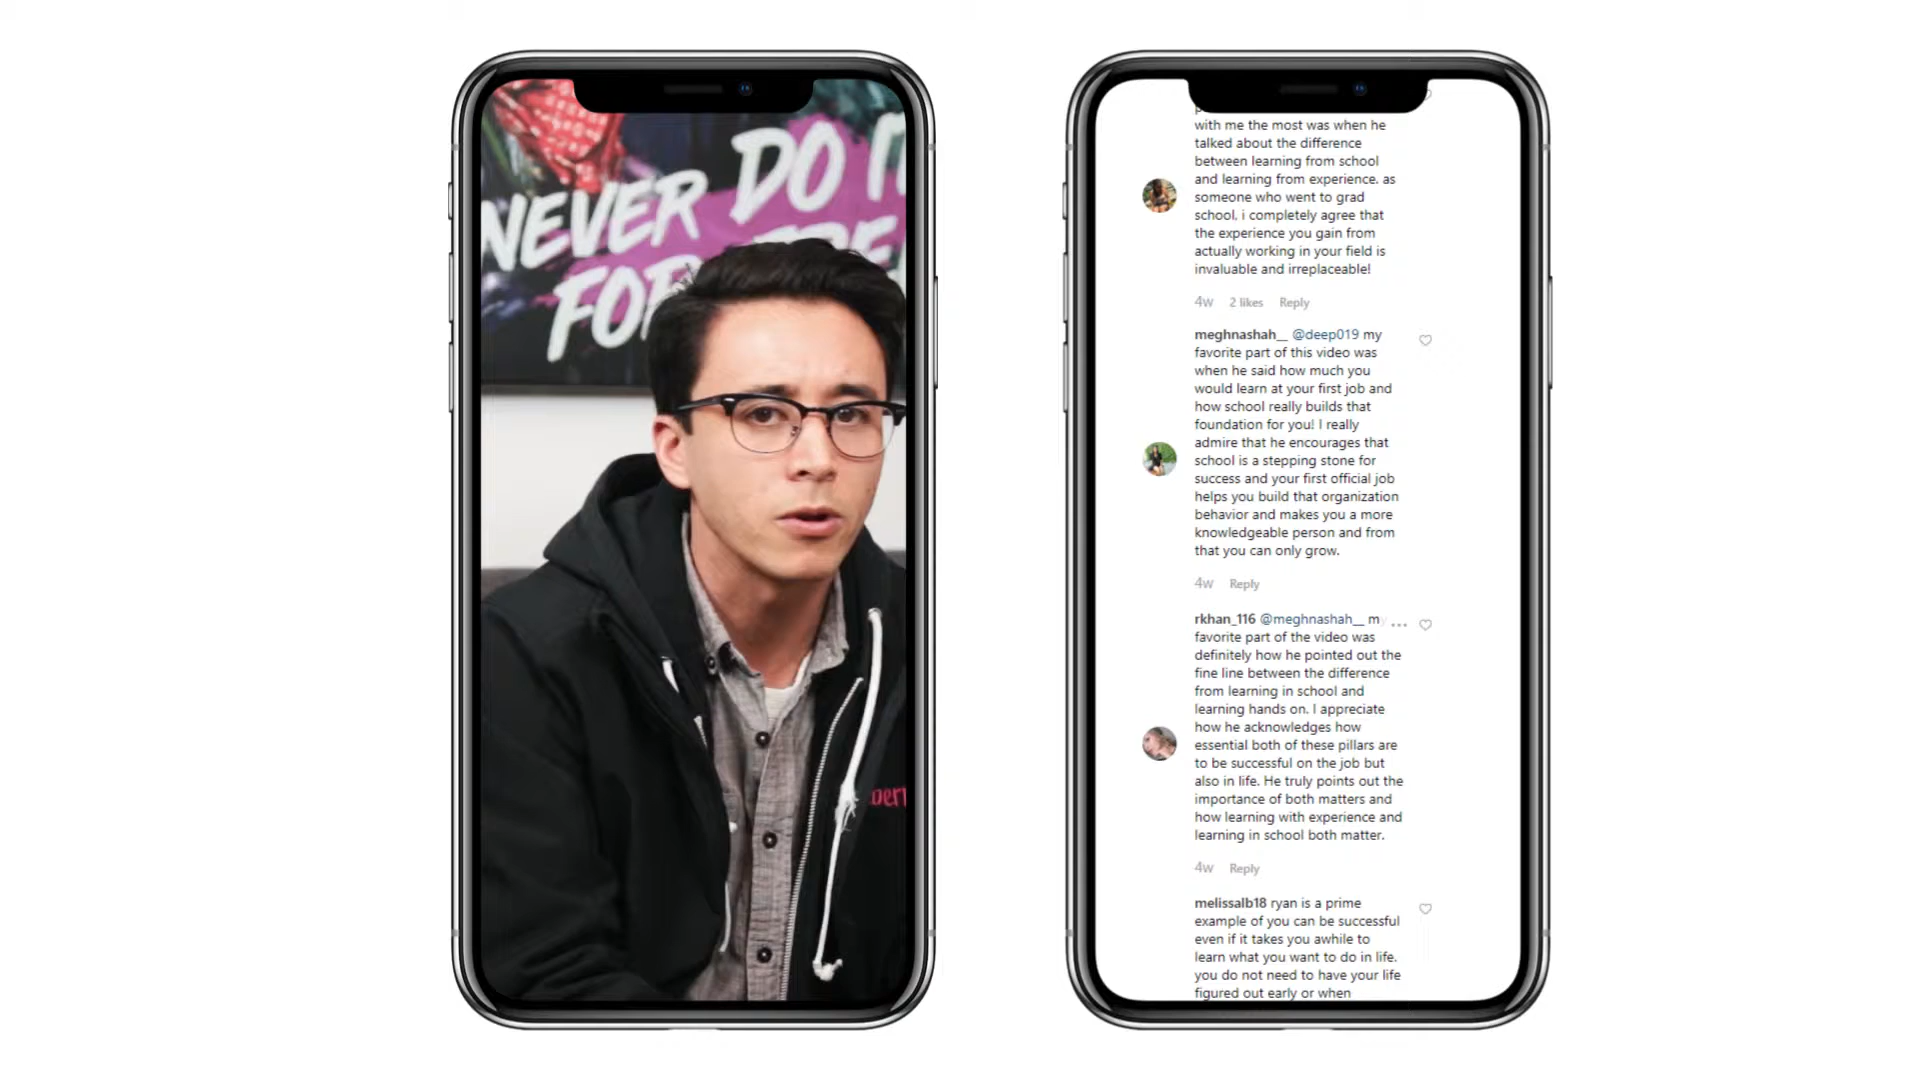 NEVER DO IT
FOR FREE
with me the most was when he
talked about the difference
between learning from school
and learning from experience. as
someone who went to grad
school, i completely agree that
the experience you gain from
actually working in your field is
invaluable and irreplaceable!
4w 2 likes Reply
meghnashah__ @deep019 my
favorite part of this video was
when he said how much you
would learn at your first job and
how school really builds that
foundation for you! I really
admire that he encourages that
school is a stepping stone for
success and your first official job
helps you build that organization
behavior and makes you a more
knowledgeable person and from
that you can only grow.
4w Reply
rkhan_116 @meghnashah__ my
favorite part of the video was
definitely how he pointed out the
fine line between the difference
from learning in school and
learning hands on. I appreciate
how he acknowledges how
essential both of these pillars are
to be successful on the job but
also in life. He truly points out the
importance of both matters and
how learning with experience and
learning in school both matter.
4w Reply
melissalb18 ryan is a prime
example of you can be successful
even if it takes you awhile to
learn what you want to do in life.
you do not need to have your life
figured out early or when